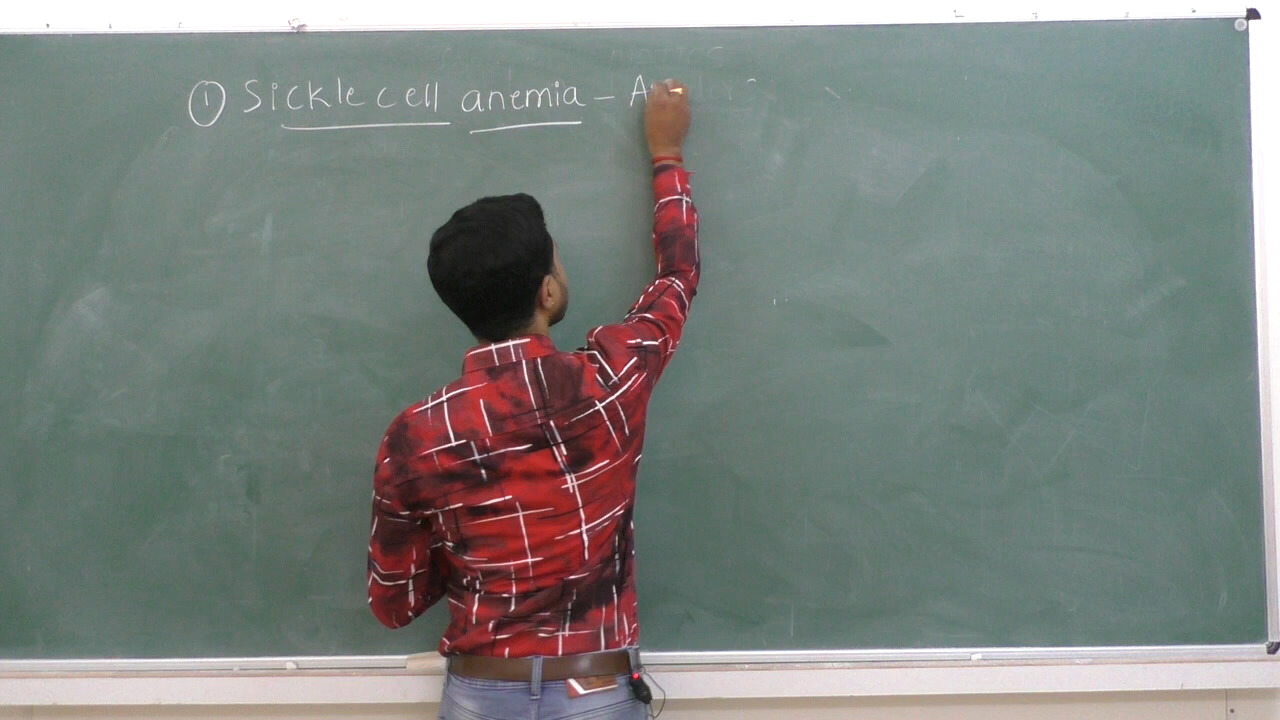 ① Sickle cell anemia – A